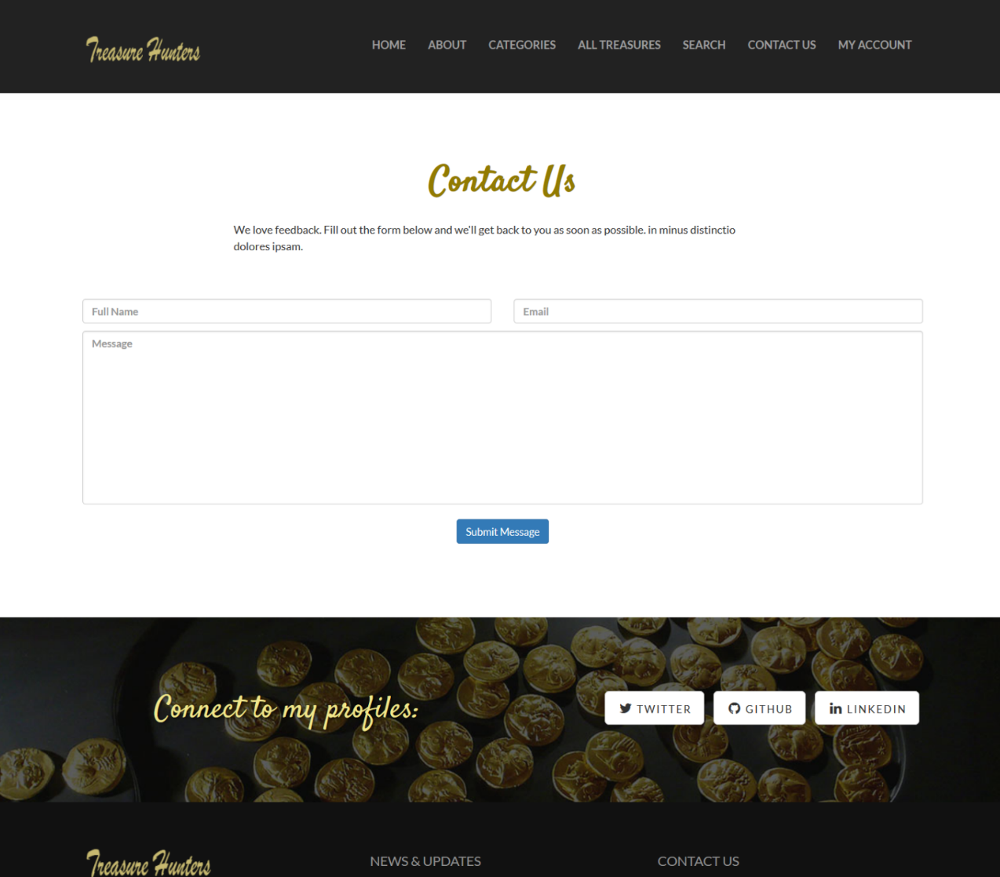 Treasure Hunters
HOME ABOUT CATEGORIES ALL TREASURES SEARCH CONTACT US MY ACCOUNT
Contact Us
We love feedback. Fill out the form below and we'll get back to you as soon as possible. in minus distinctio
dolores ipsam.
Full Name
Email
Message
Submit Message
Connect to my profiles:
TWITTER
GITHUB
LINKEDIN
Treasure Hunters
NEWS & UPDATES
CONTACT US